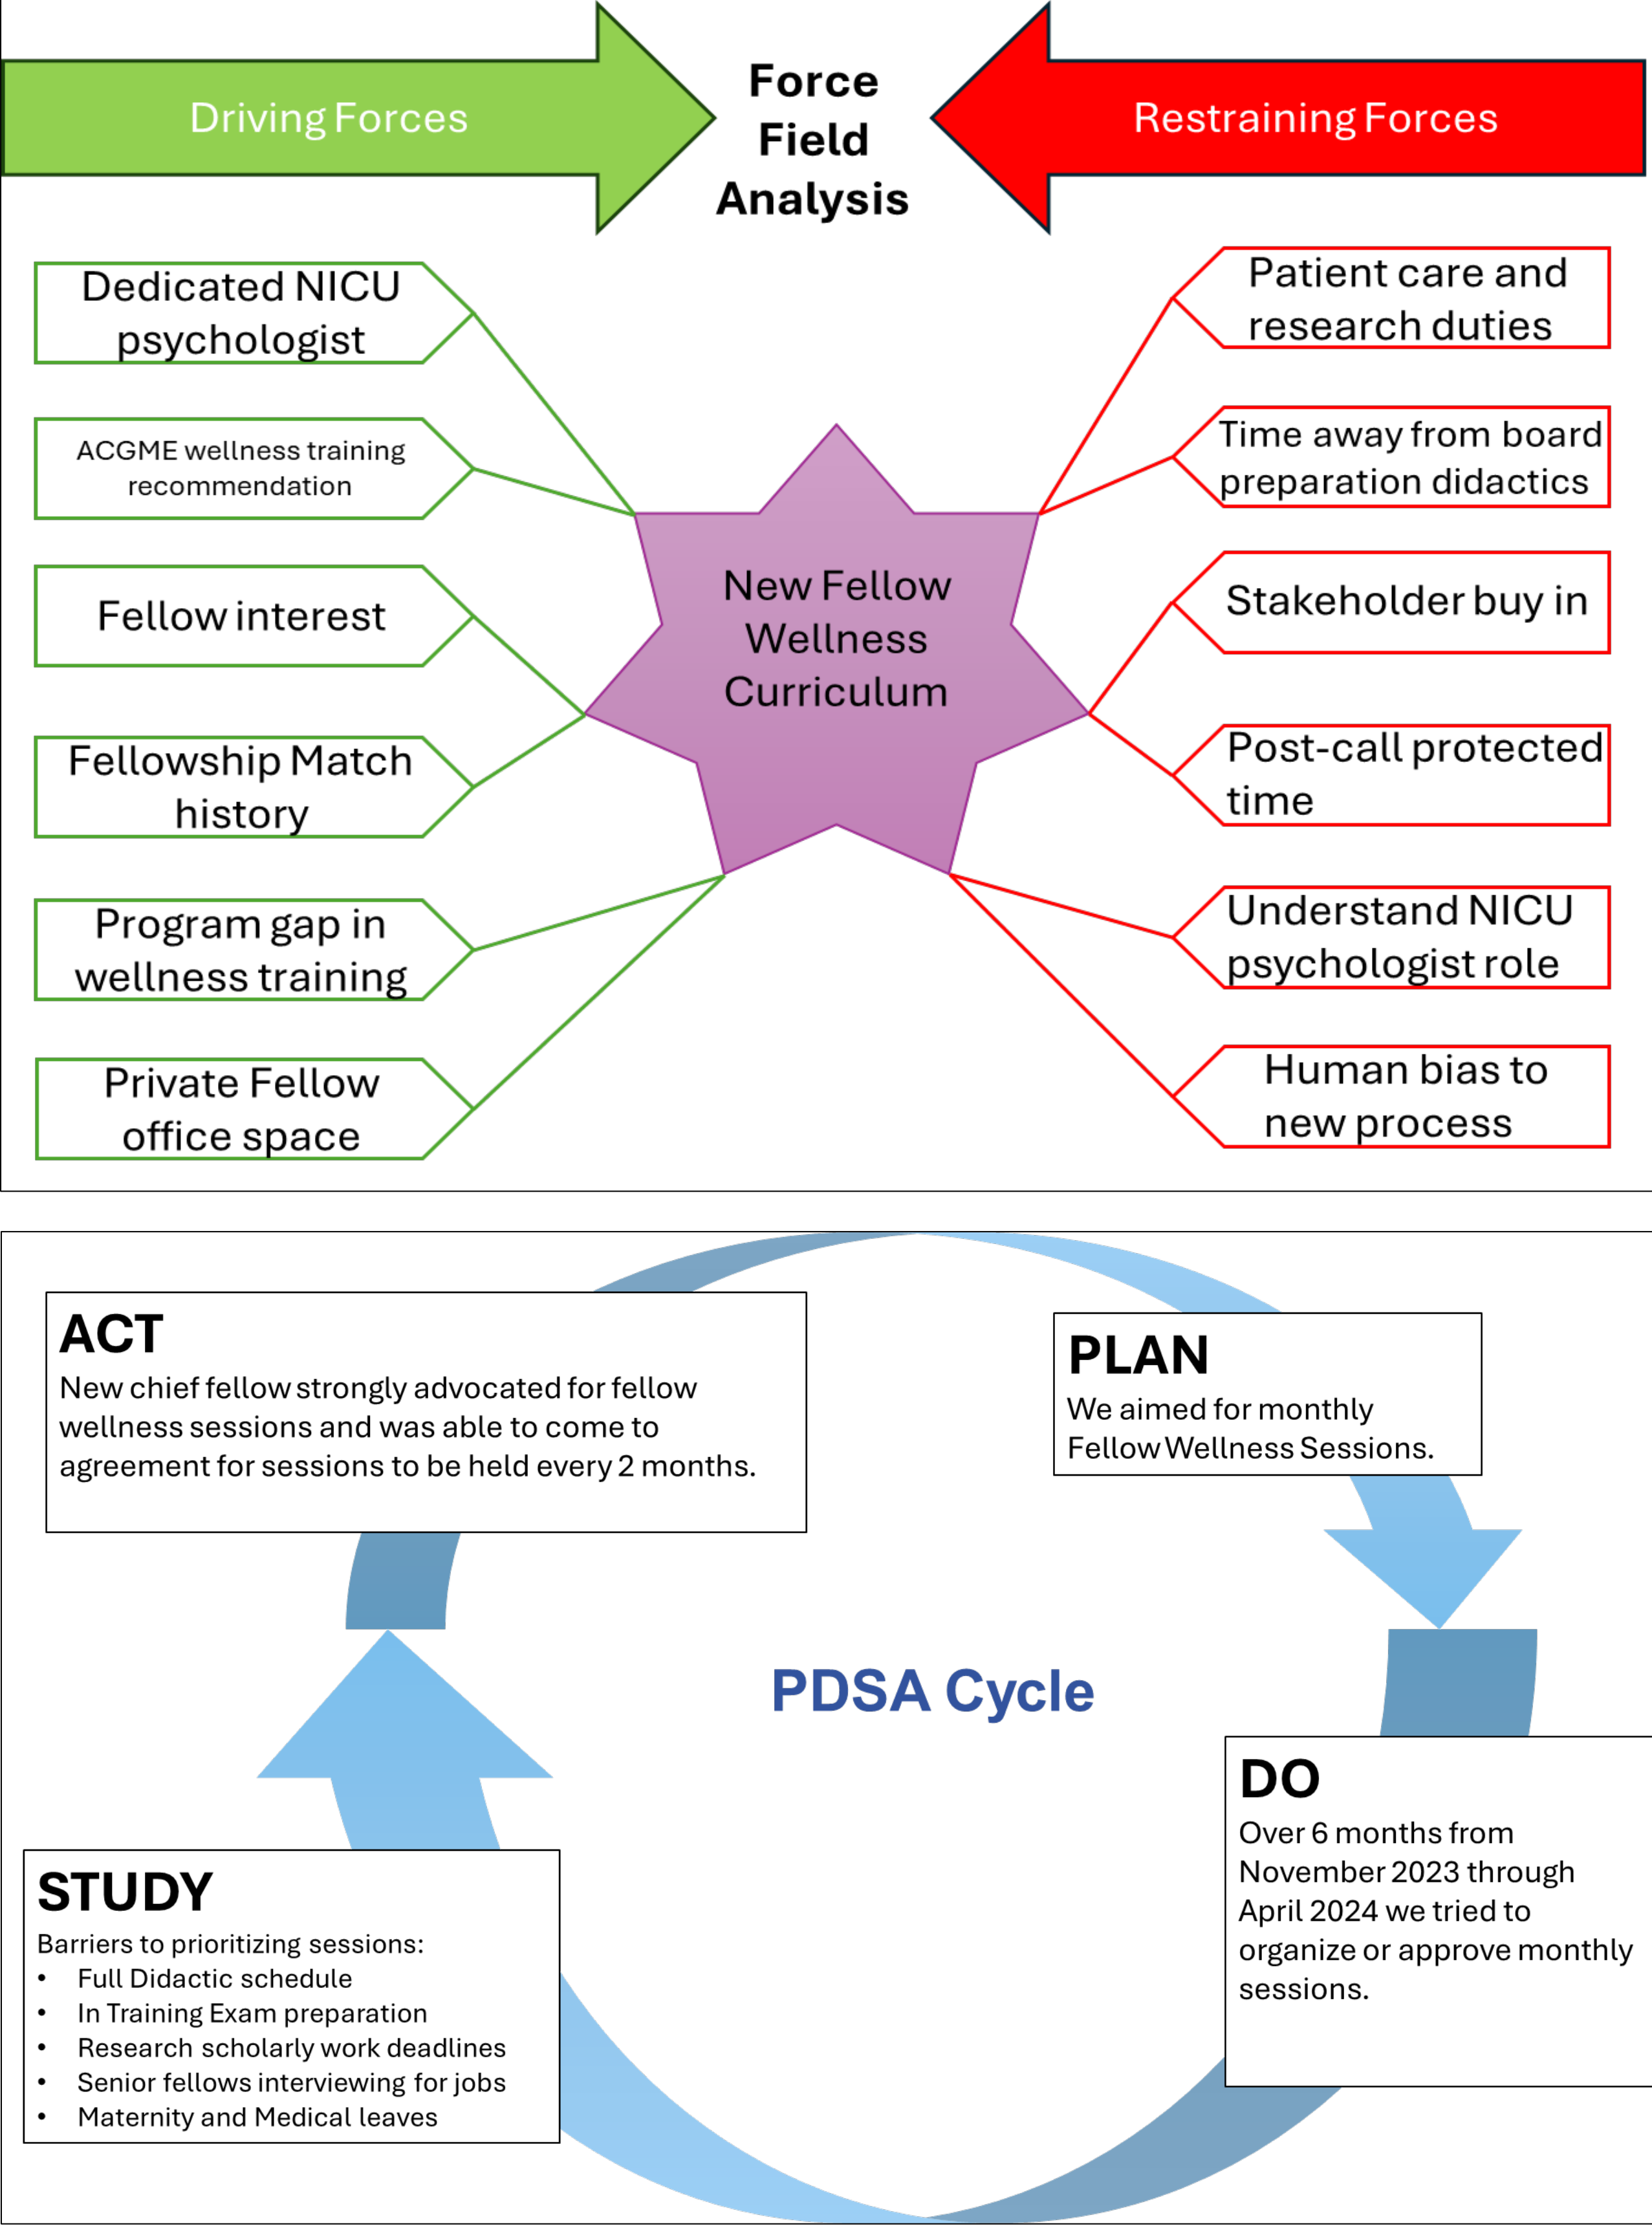 Driving Forces
Force
Field
Analysis
Restraining Forces
Dedicated NICU
psychologist
ACGME wellness training
recommendation
Fellow interest
Fellowship Match
history
Program gap in
wellness training
Private Fellow
office space
New Fellow
Wellness
Curriculum
Patient care and
research duties
Time away from board
preparation didactics
Stakeholder buy in
Post-call protected
time
Understand NICU
psychologist role
Human bias to
new process
ACT
New chief fellow strongly advocated for fellow
wellness sessions and was able to come to
agreement for sessions to be held every 2 months.
PLAN
We aimed for monthly
Fellow Wellness Sessions.
PDSA Cycle
DO
Over 6 months from
November 2023 through
April 2024 we tried to
organize or approve monthly
sessions.
STUDY
Barriers to prioritizing sessions:
• Full Didactic schedule
• In Training Exam preparation
• Research scholarly work deadlines
• Senior fellows interviewing for jobs
• Maternity and Medical leaves